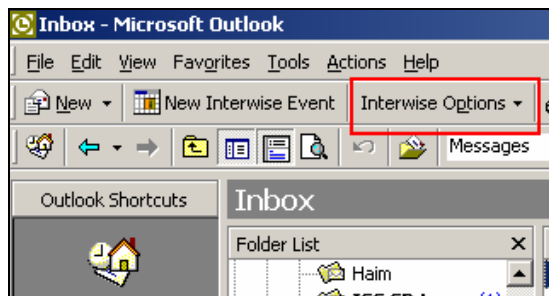 Inbox - Microsoft Outlook
File Edit View Favorites Tools Actions Help
New New Interwise Event Interwise Options
Messages
Outlook Shortcuts Inbox
Folder List X
Haim